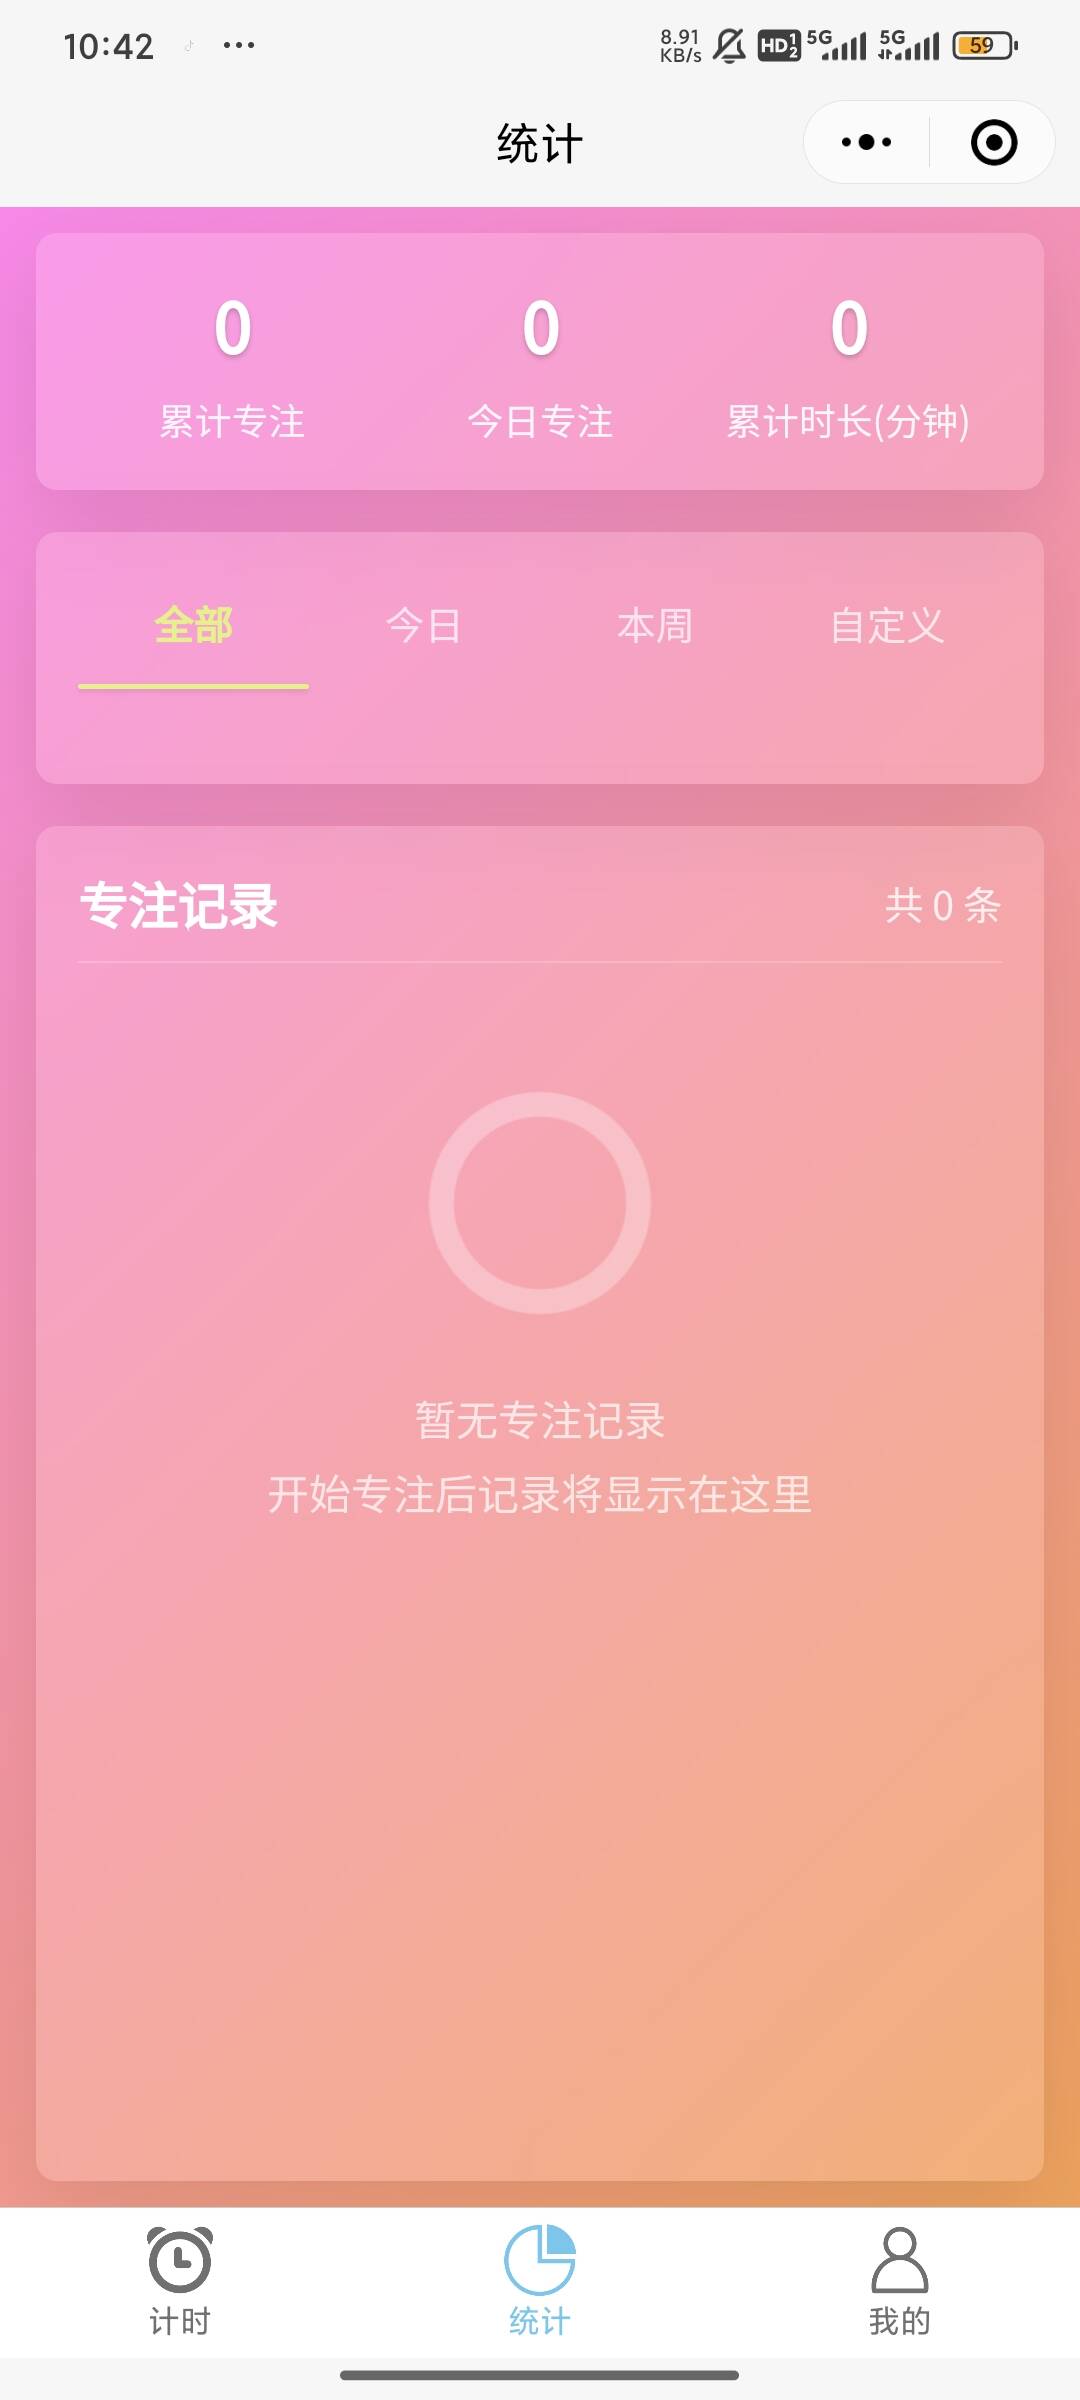 10:42
8.91 KB/s HD 1 2 5G 5G 59
统计
0 0 0
累计专注 今日专注 累计时长(分钟)
全部 今日 本周 自定义
专注记录 共 0 条
暂无专注记录
开始专注后记录将显示在这里
计时 统计 我的